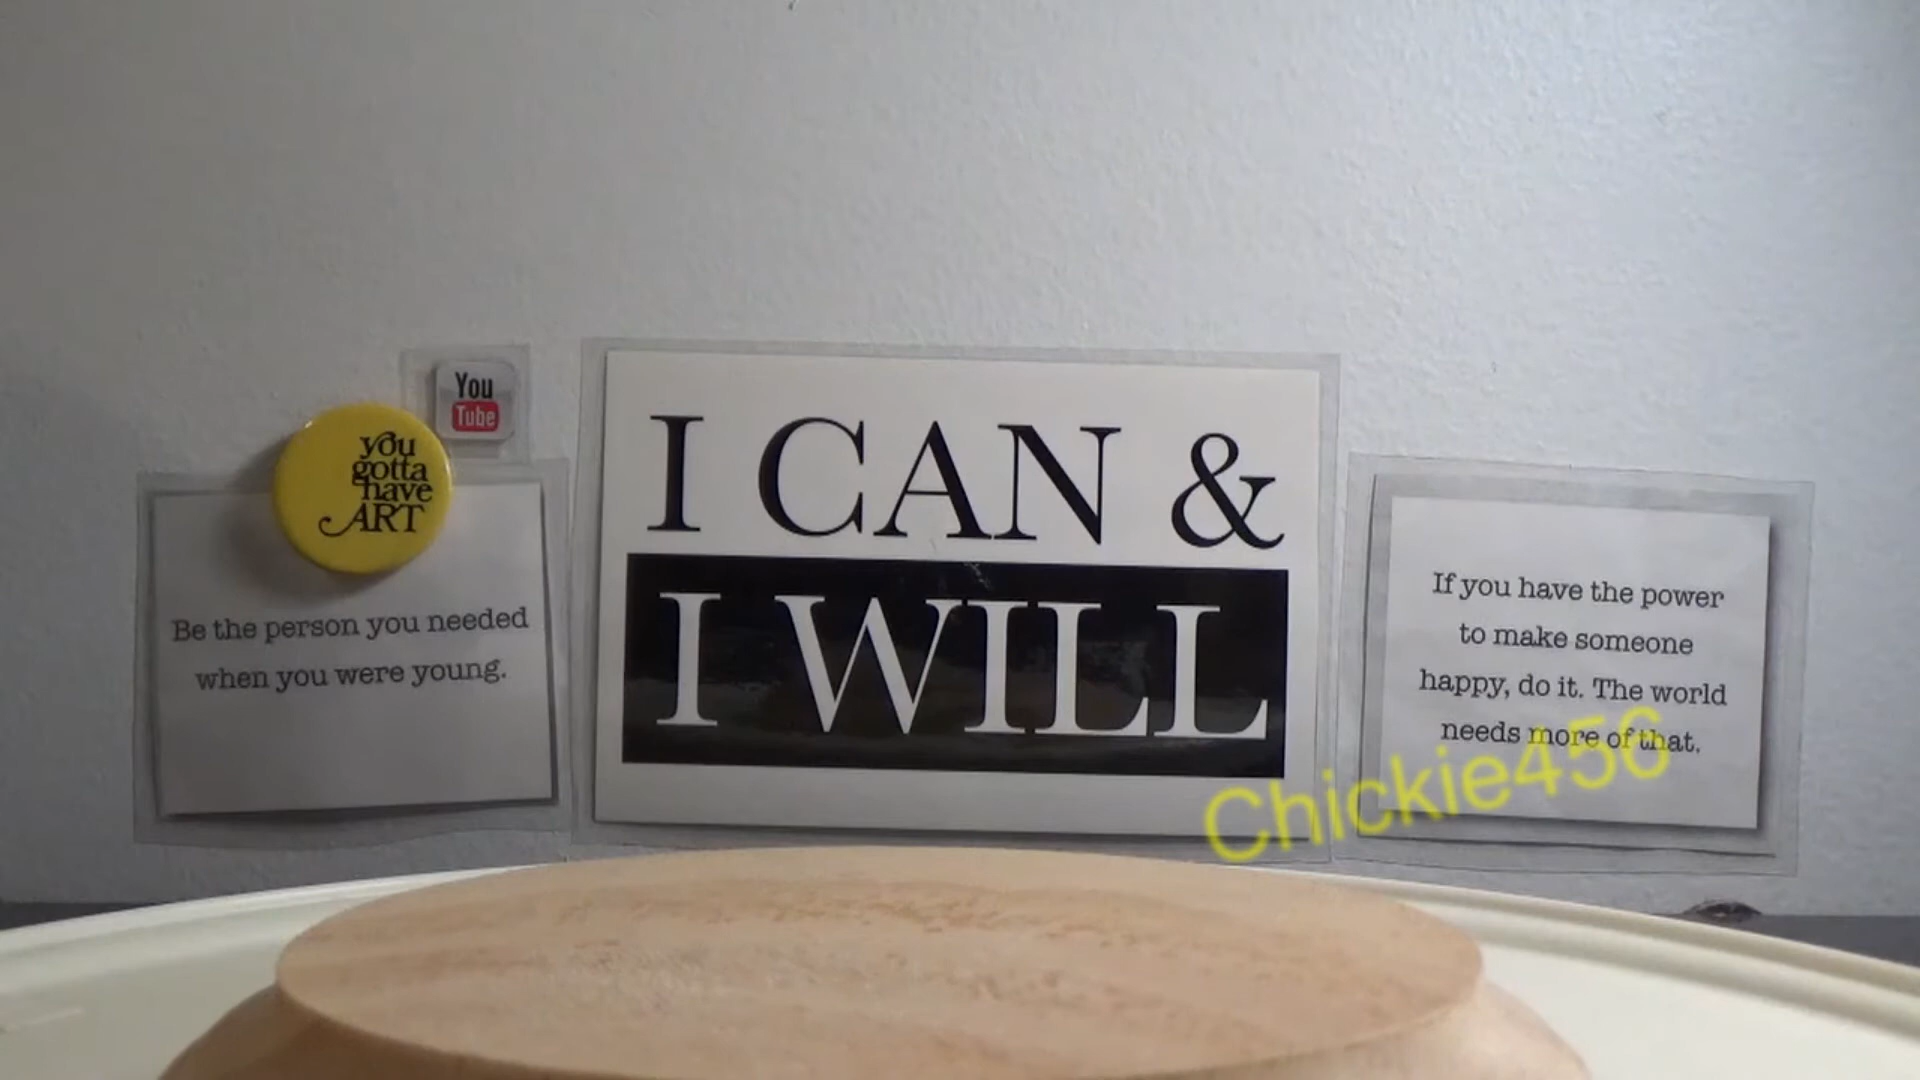 You
Tube
you
gotta
have
ART
Be the person you needed
when you were young.
I CAN &
I WILL
If you have the power
to make someone
happy, do it. The world
needs more of that.
Chickie456